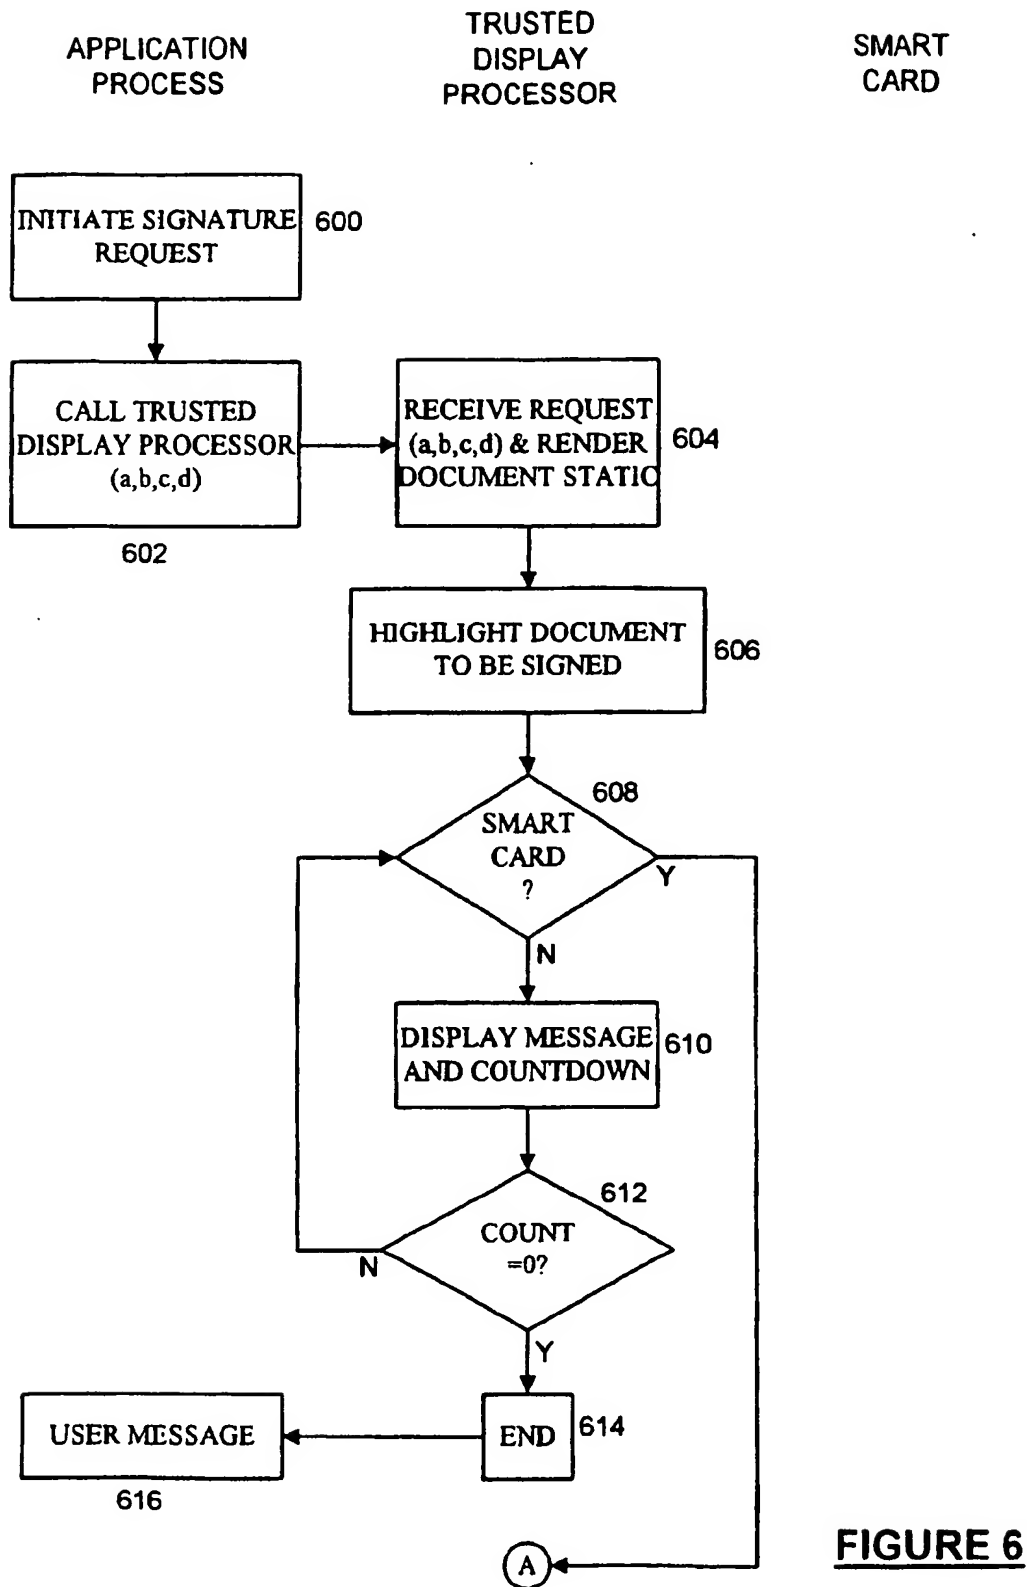 APPLICATION
PROCESS
TRUSTED
DISPLAY
PROCESSOR
SMART
CARD
INITIATE SIGNATURE
REQUEST
600
CALL TRUSTED
DISPLAY PROCESSOR
(a,b,c,d)
602
RECEIVE REQUEST
(a,b,c,d) & RENDER
DOCUMENT STATIC
604
HIGHLIGHT DOCUMENT
TO BE SIGNED
606
608
SMART
CARD
?
Y
N
DISPLAY MESSAGE
AND COUNTDOWN
610
612
COUNT
=0?
N
Y
USER MESSAGE
616
END
614
A
FIGURE 6